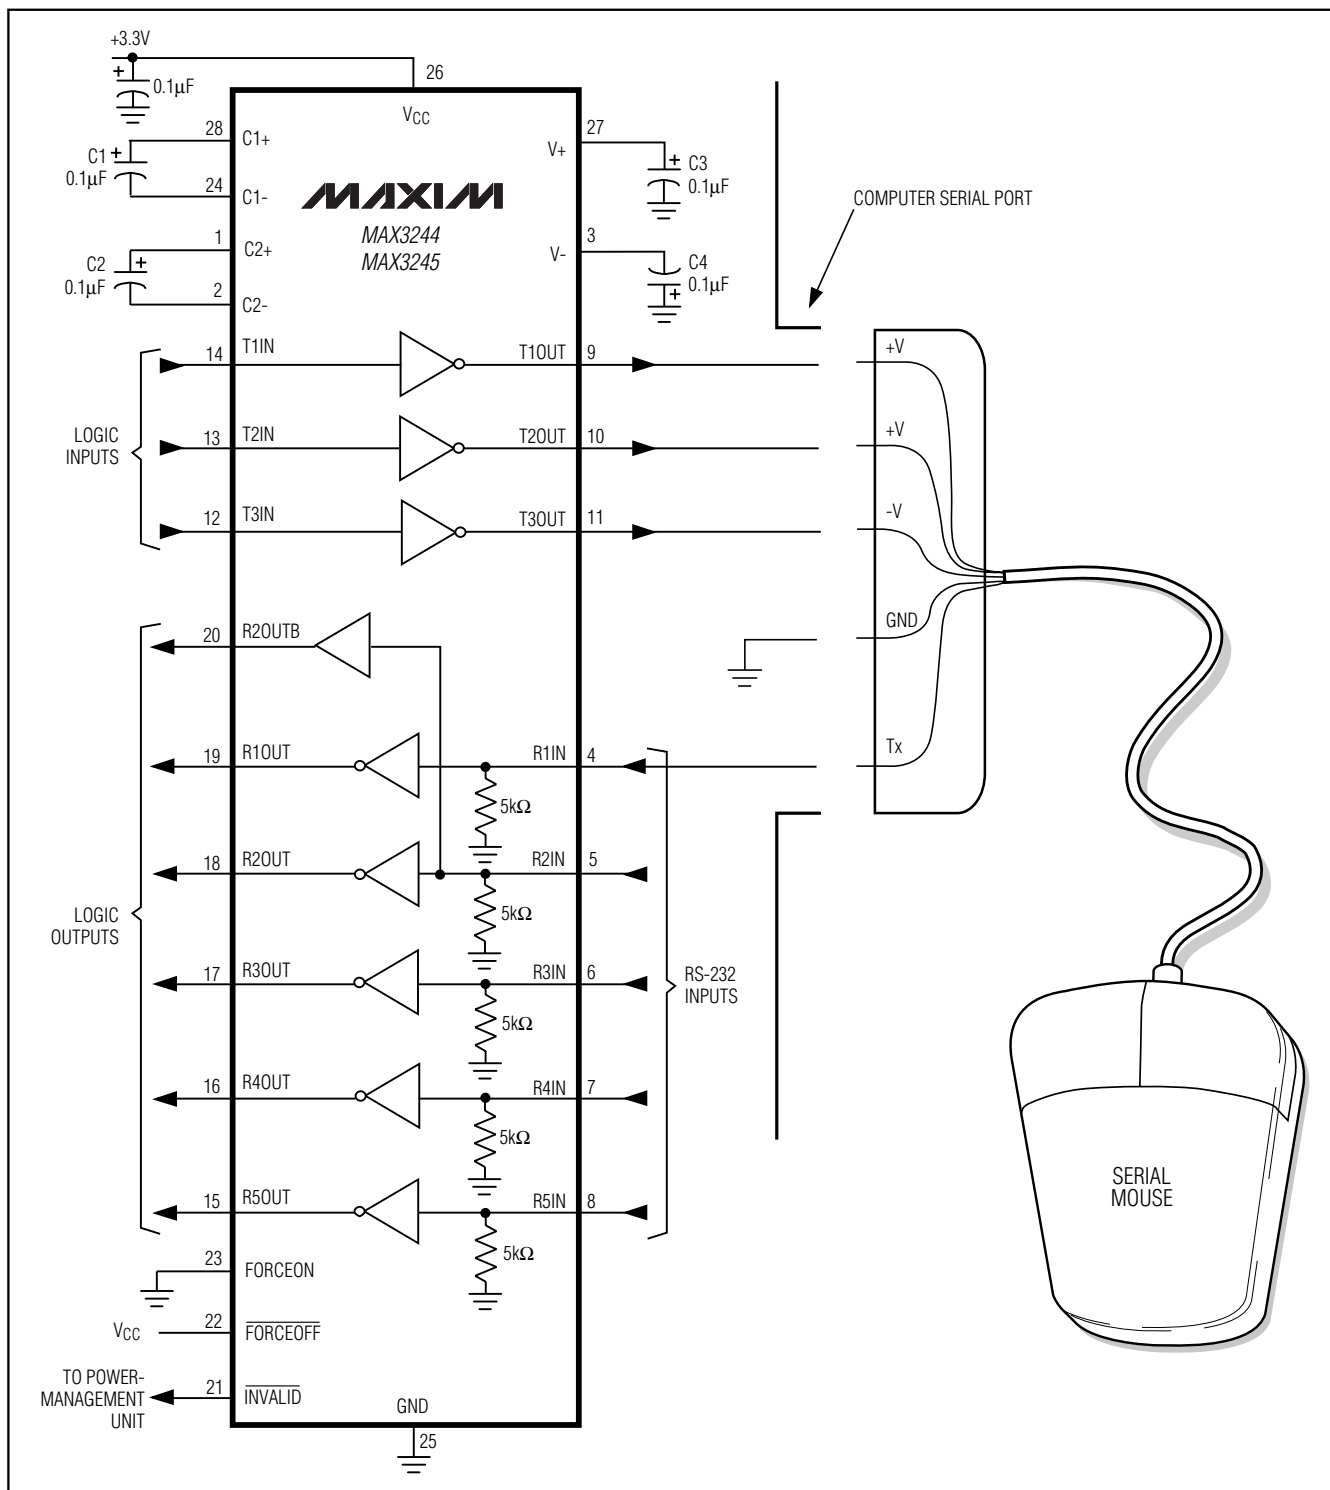 +3.3V
26
0.1µF
VCC
28
C1+
27
V+
C1
+
0.1µF
+
C3
0.1µF
24
C1-
MAXIM
COMPUTER SERIAL PORT
MAX3244
MAX3245
1
C2+
3
V-
C2
+
0.1µF
C4
0.1µF
+
2
C2-
+
14
T1IN
T1OUT
9
+V
LOGIC
INPUTS
13
T2IN
T2OUT
10
+V
12
T3IN
T3OUT
11
-V
20
R2OUTB
GND
19
R1OUT
R1IN
4
Tx
5kΩ
18
R2OUT
R2IN
5
5kΩ
LOGIC
OUTPUTS
17
R3OUT
R3IN
6
RS-232
INPUTS
5kΩ
16
R4OUT
R4IN
7
5kΩ
15
R5OUT
R5IN
8
5kΩ
SERIAL
MOUSE
23
FORCEON
VCC
22
FORCEOFF
TO POWER-
MANAGEMENT
UNIT
21
INVALID
GND
25